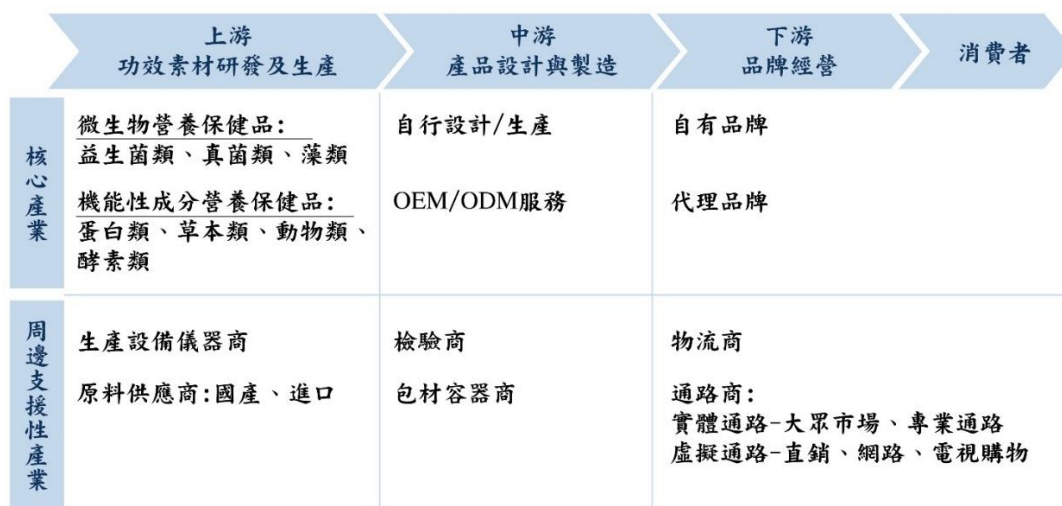 上游
功效素材研發及生產
中游
產品設計與製造
下游
品牌經營
消費者
核心產業
微生物營養保健品:
益生菌類、真菌類、藻類
機能性成分營養保健品:
蛋白類、草本類、動物類、
酵素類
自行設計/生產
OEM/ODM服務
自有品牌
代理品牌
周邊支援性產業
生產設備儀器商
原料供應商:國產、進口
檢驗商
包材容器商
物流商
通路商:
實體通路-大眾市場、專業通路
虛擬通路-直銷、網路、電視購物